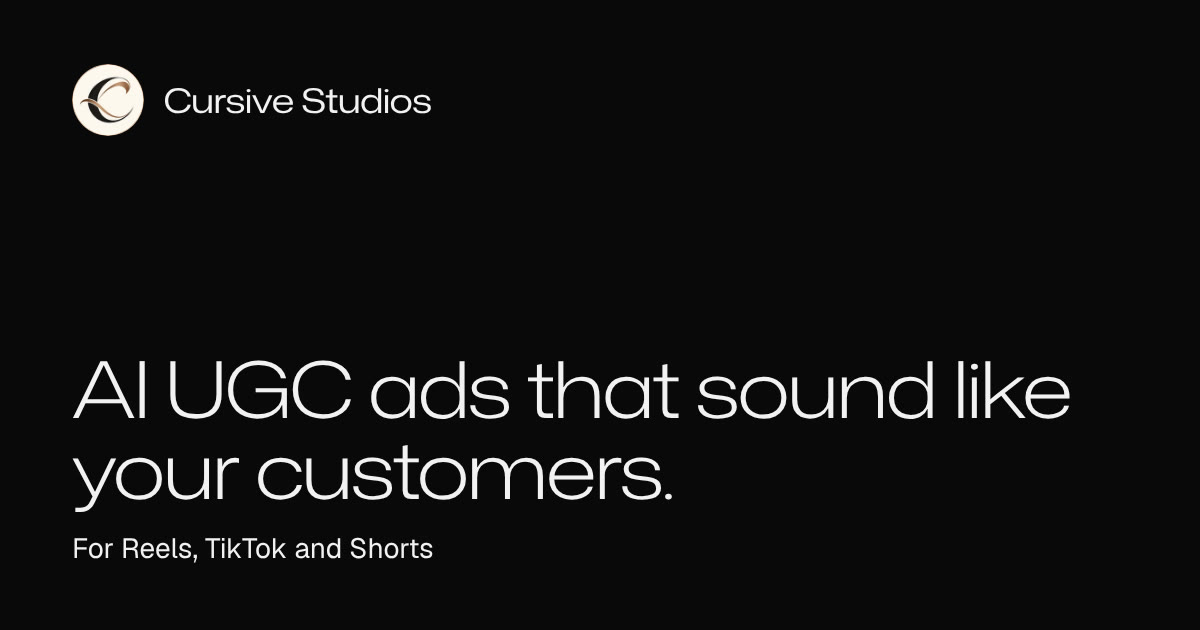 Cursive Studios
AI UGC ads that sound like
your customers.
For Reels, TikTok and Shorts